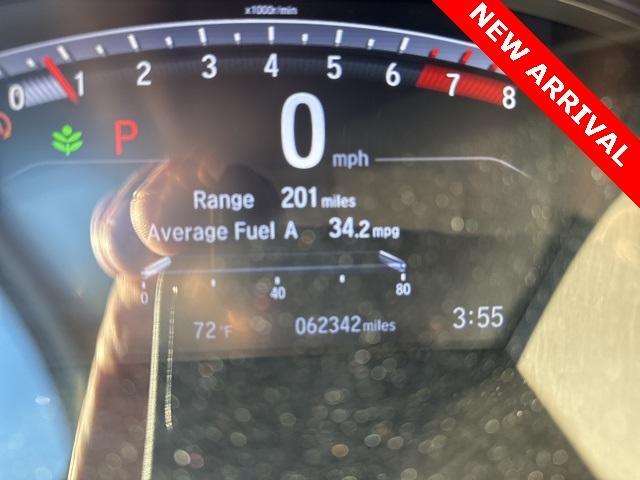 x1000r/min
NEW ARRIVAL
0 1 2 3 4 5 6 7 8
P
0 mph
Range 201 miles
Average Fuel A 34.2 mpg
0 40 80
72 °F 062342 miles 3:55